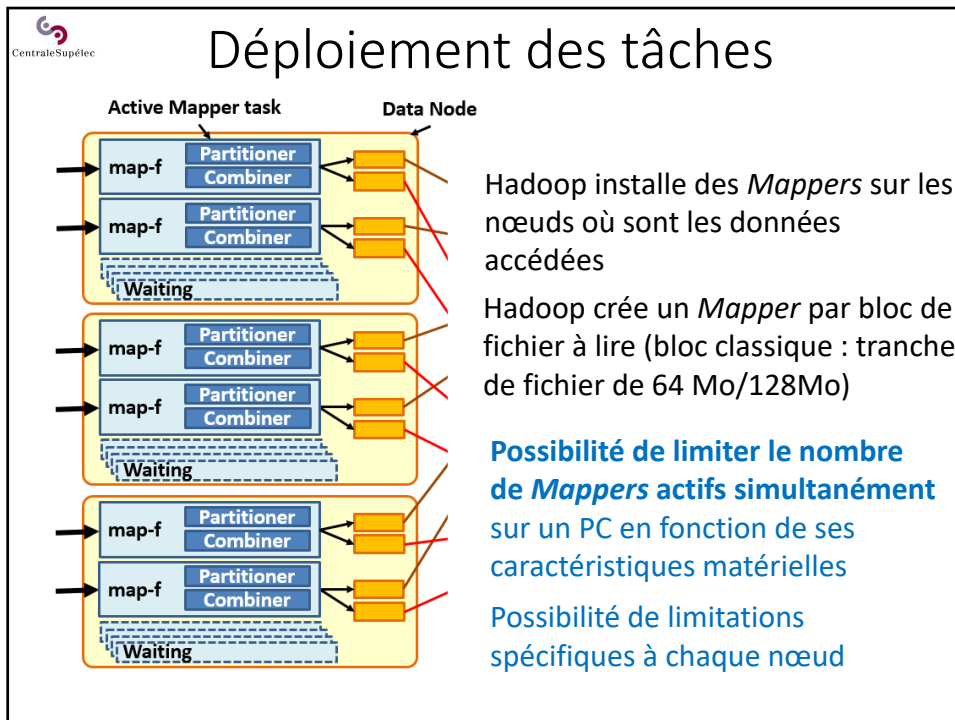 CentraleSupélec
Déploiement des tâches
Active Mapper task
Data Node
map-f
Partitioner
Combiner
map-f
Partitioner
Combiner
Waiting
map-f
Partitioner
Combiner
map-f
Partitioner
Combiner
Waiting
map-f
Partitioner
Combiner
map-f
Partitioner
Combiner
Waiting
Hadoop installe des Mappers sur les
nœuds où sont les données
accédées
Hadoop crée un Mapper par bloc de
fichier à lire (bloc classique : tranche
de fichier de 64 Mo/128Mo)
Possibilité de limiter le nombre
de Mappers actifs simultanément
sur un PC en fonction de ses
caractéristiques matérielles
Possibilité de limitations
spécifiques à chaque nœud